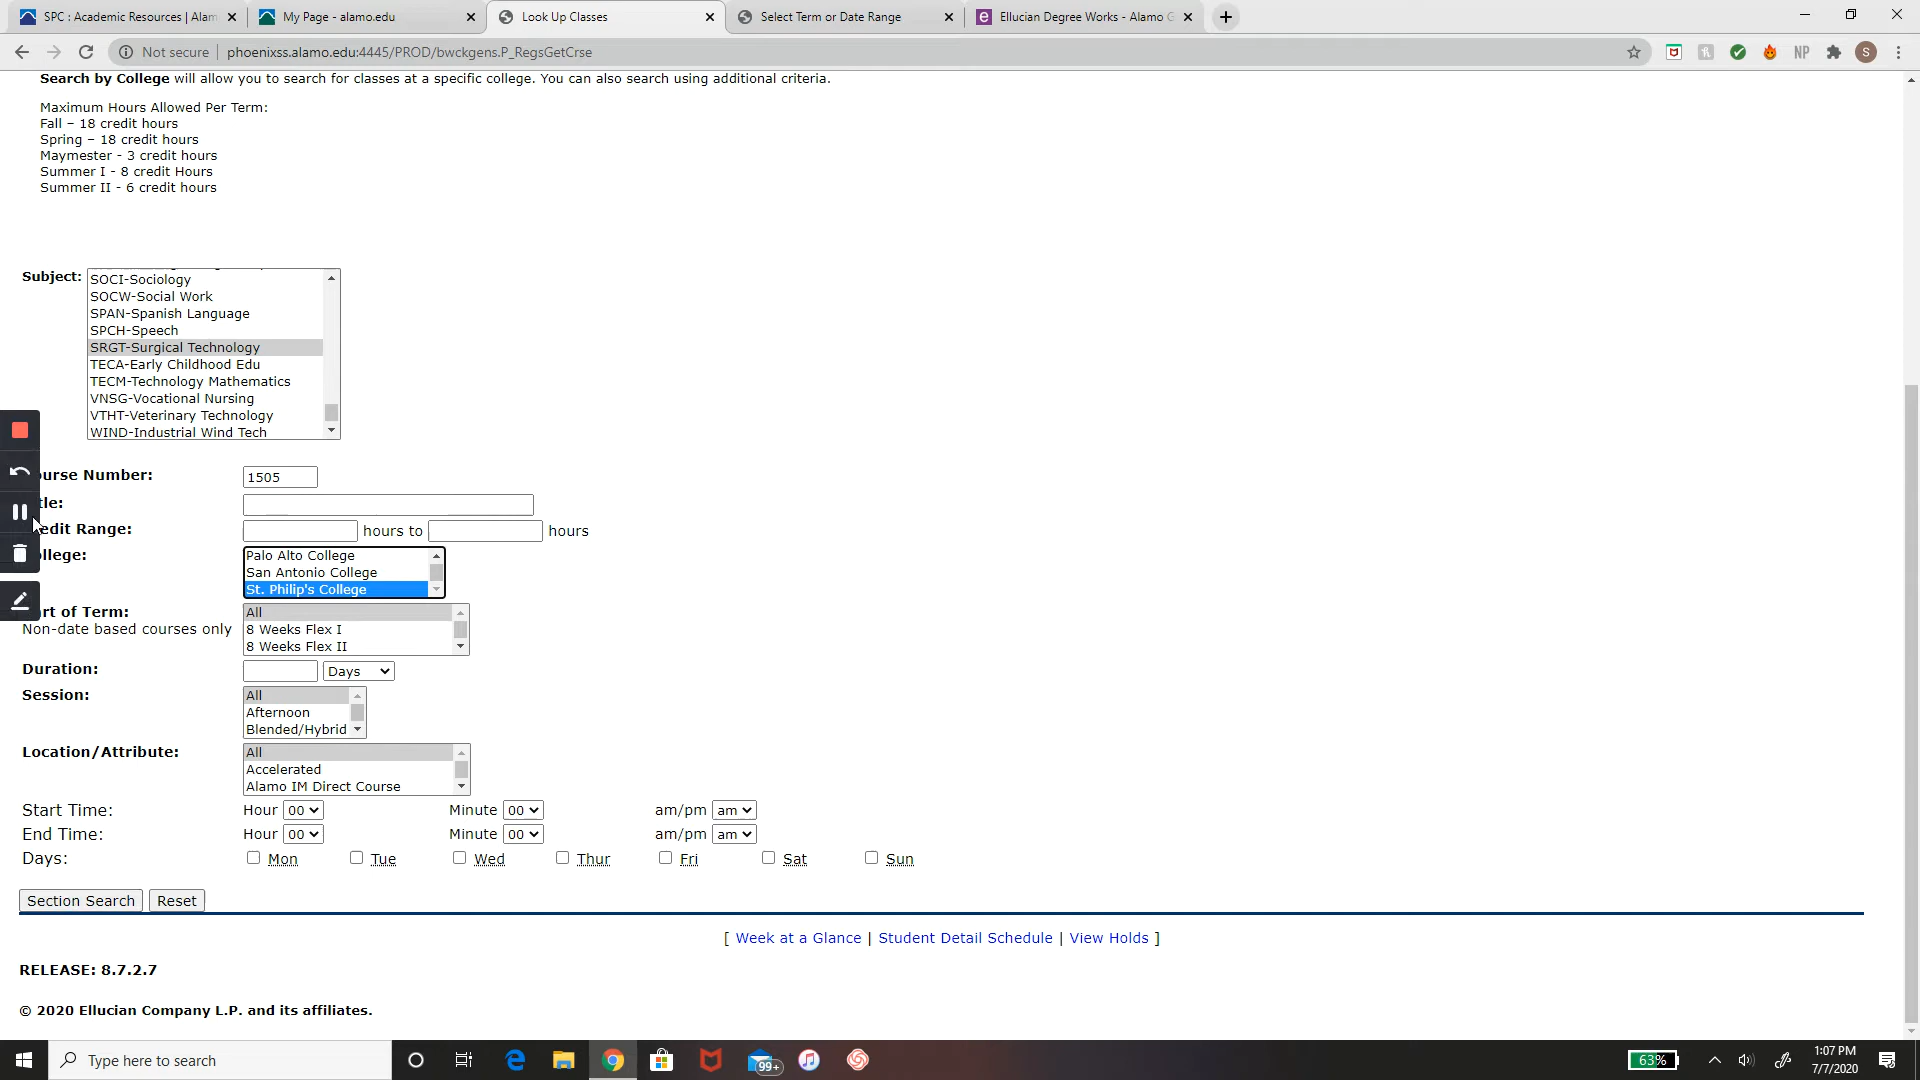 SPC : Academic Resources | Alam
My Page - alamo.edu
Look Up Classes
Select Term or Date Range
Ellucian Degree Works - Alamo C
Not secure
phoenixss.alamo.edu:4445/PROD/bwckgens.P_RegsGetCrse
NP
S
Search by College will allow you to search for classes at a specific college. You can also search using additional criteria.
Maximum Hours Allowed Per Term:
Fall – 18 credit hours
Spring – 18 credit hours
Maymester - 3 credit hours
Summer I - 8 credit Hours
Summer II - 6 credit hours
Subject:
SOCI-Sociology
SOCW-Social Work
SPAN-Spanish Language
SPCH-Speech
SRGT-Surgical Technology
TECA-Early Childhood Edu
TECM-Technology Mathematics
VNSG-Vocational Nursing
VTHT-Veterinary Technology
WIND-Industrial Wind Tech
ourse Number: 1505
tle:
edit Range: hours to hours
llege:
Palo Alto College
San Antonio College
St. Philip's College
rt of Term:
Non-date based courses only
All
8 Weeks Flex I
8 Weeks Flex II
Duration: Days
Session:
All
Afternoon
Blended/Hybrid
Location/Attribute:
All
Accelerated
Alamo IM Direct Course
Start Time: Hour 00 Minute 00 am/pm am
End Time: Hour 00 Minute 00 am/pm am
Days: Mon Tue Wed Thur Fri Sat Sun
Section Search Reset
[ Week at a Glance | Student Detail Schedule | View Holds ]
RELEASE: 8.7.2.7
© 2020 Ellucian Company L.P. and its affiliates.
Type here to search
99+
63%
1:07 PM
7/7/2020